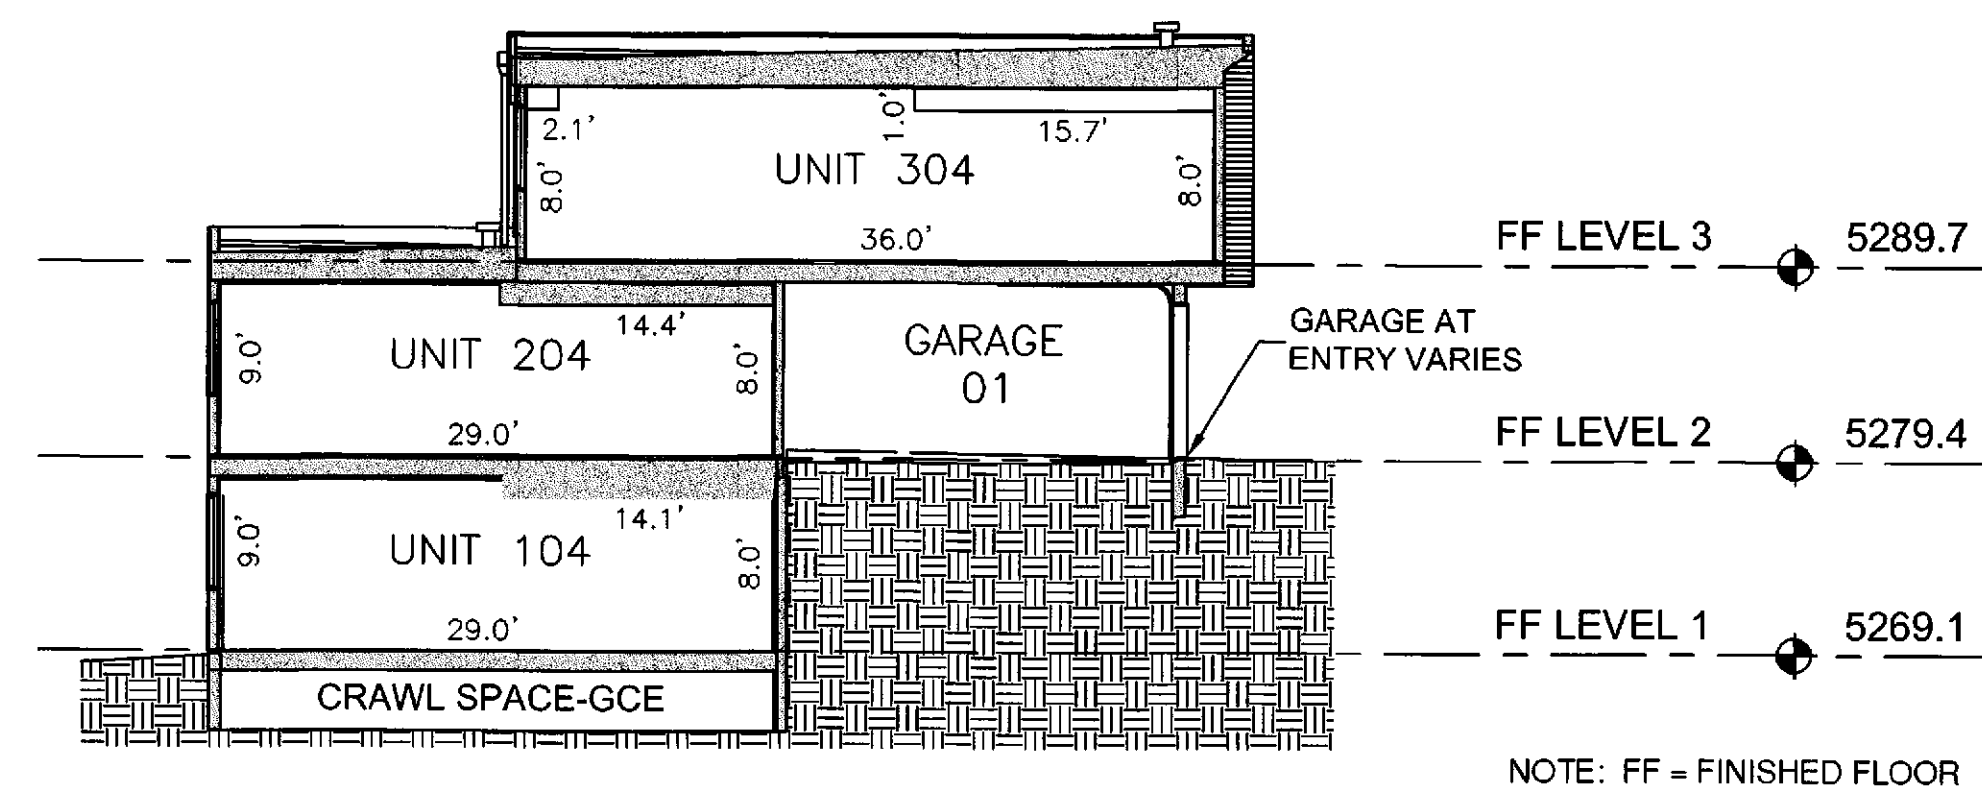 2.1'
1.0'
15.7'
UNIT 304
8.0'
8.0'
36.0'
FF LEVEL 3
5289.7
14.4'
GARAGE AT
ENTRY VARIES
9.0'
UNIT 204
8.0'
GARAGE
01
29.0'
FF LEVEL 2
5279.4
14.1'
9.0'
UNIT 104
8.0'
29.0'
FF LEVEL 1
5269.1
CRAWL SPACE-GCE
NOTE: FF = FINISHED FLOOR